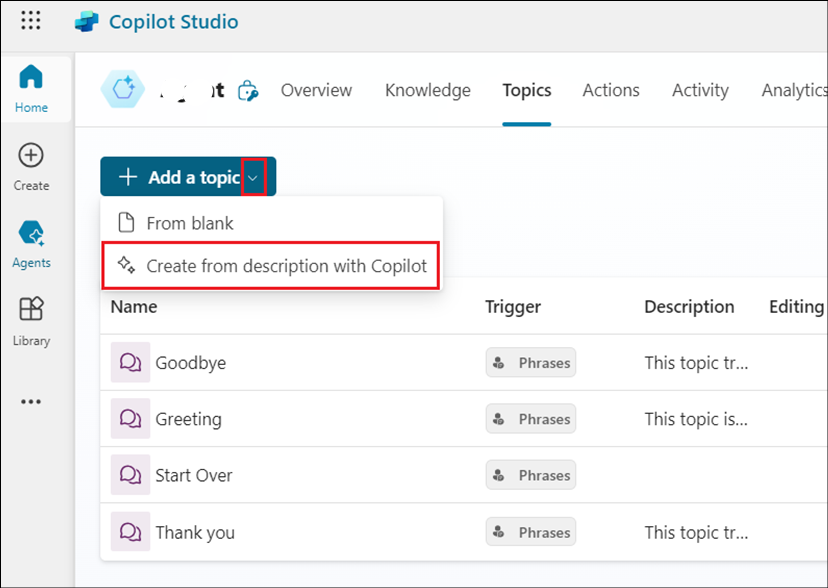 Copilot Studio
Home
Create
Agents
Library
Overview Knowledge Topics Actions Activity Analytics
Add a topic
From blank
Create from description with Copilot
Name Trigger Description Editing
Goodbye Phrases This topic tr...
Greeting Phrases This topic is...
Start Over Phrases
Thank you Phrases This topic tr...